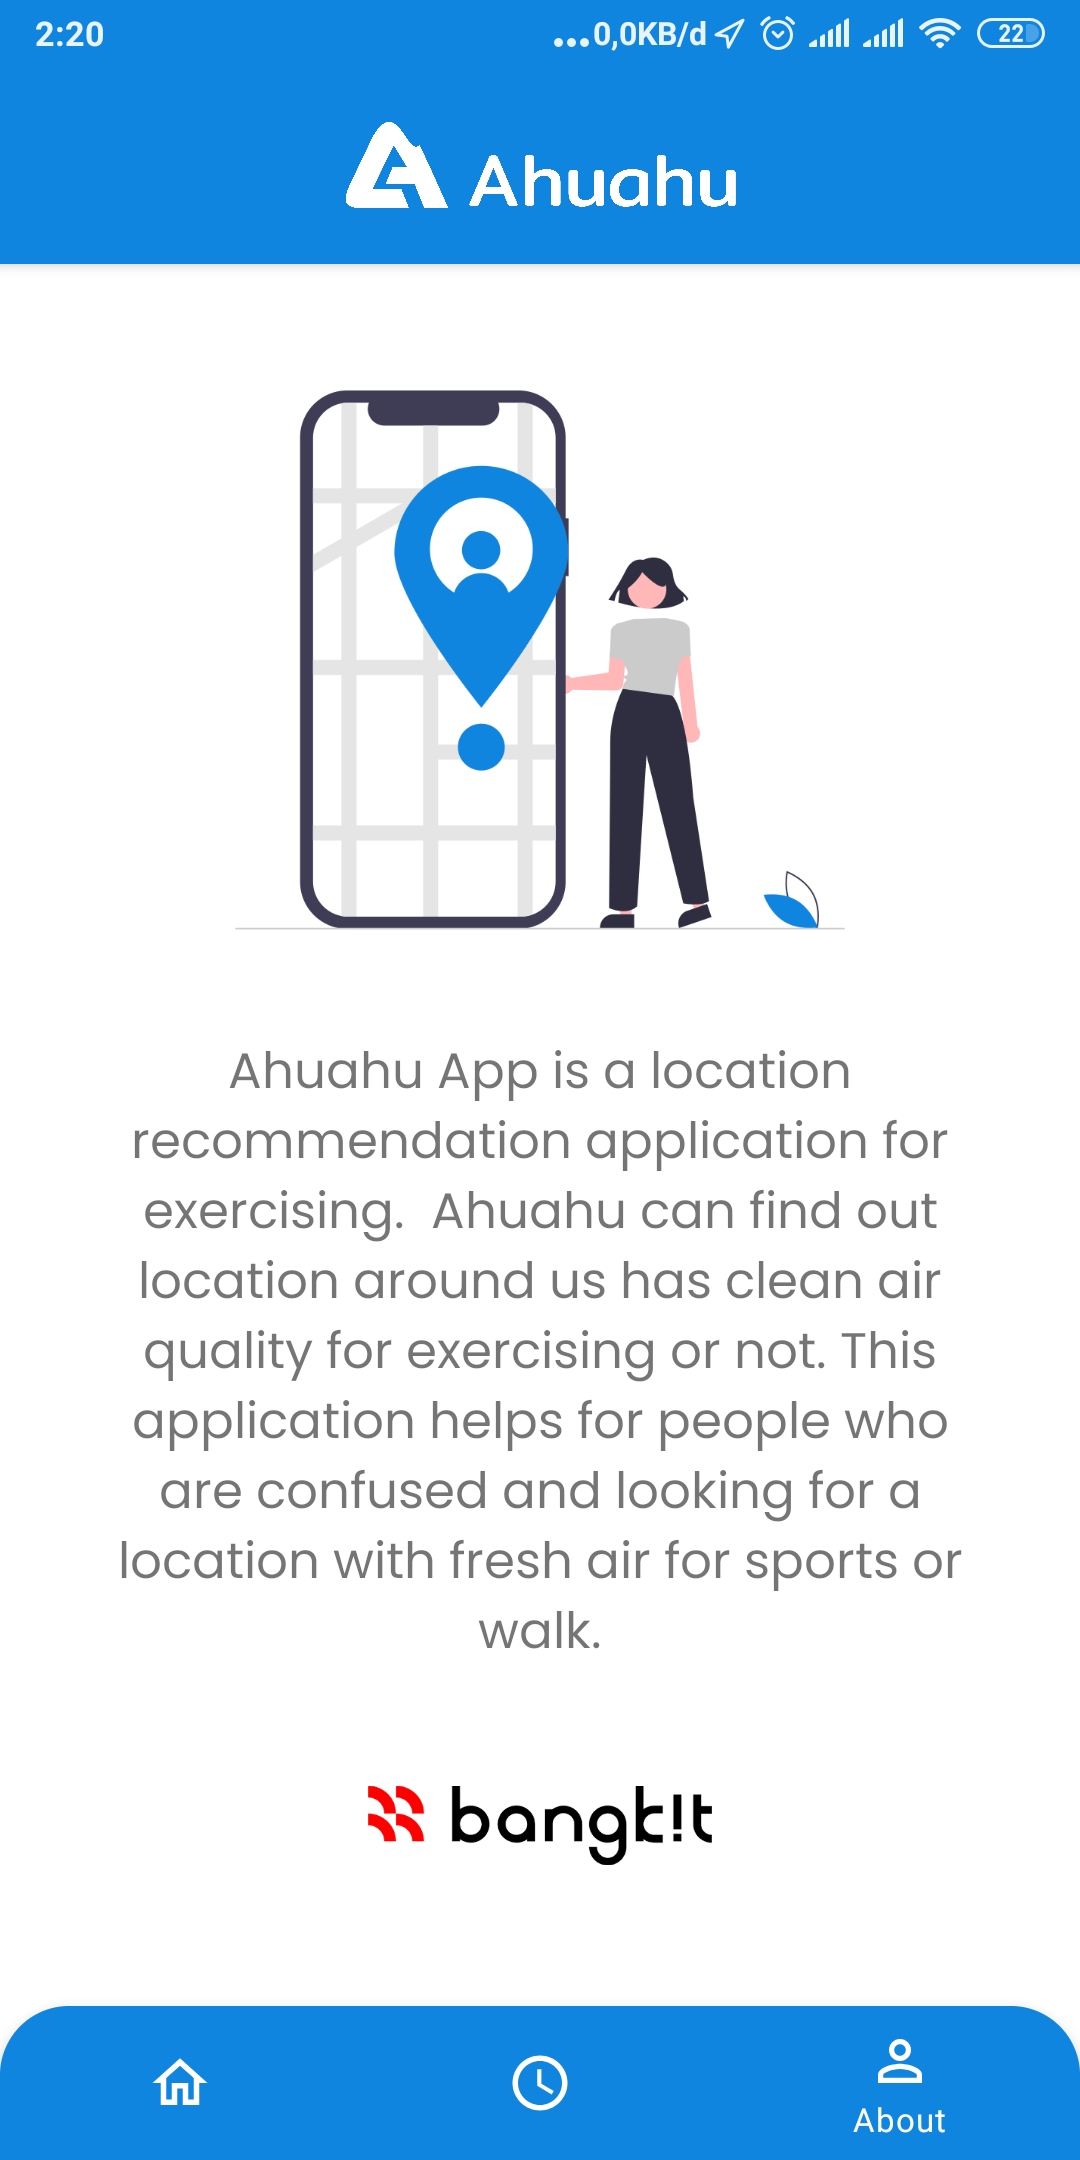 2:20
...0,0KB/d
22
Ahuahu
Ahuahu App is a location
recommendation application for
exercising.  Ahuahu can find out
location around us has clean air
quality for exercising or not. This
application helps for people who
are confused and looking for a
location with fresh air for sports or
walk.
bangk!t
About